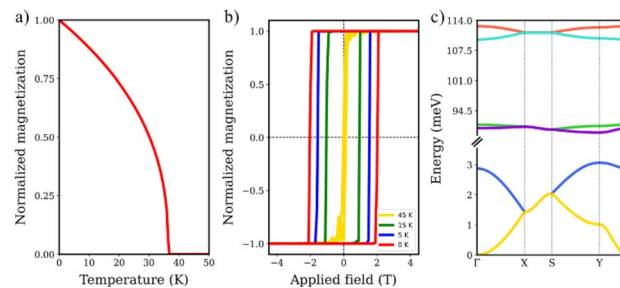 a)
1.00
0.75
0.50
0.25
0.00
Normalized magnetization
0 10 20 30 40 50
Temperature (K)
b)
1.0
0.5
0.0
−0.5
−1.0
Normalized magnetization
45 K
15 K
5 K
0 K
−4 −2 0 2 4
Applied field (T)
c)
114.0
107.5
101.0
94.5
3
2
1
0
Energy (meV)
Γ X S Y Γ